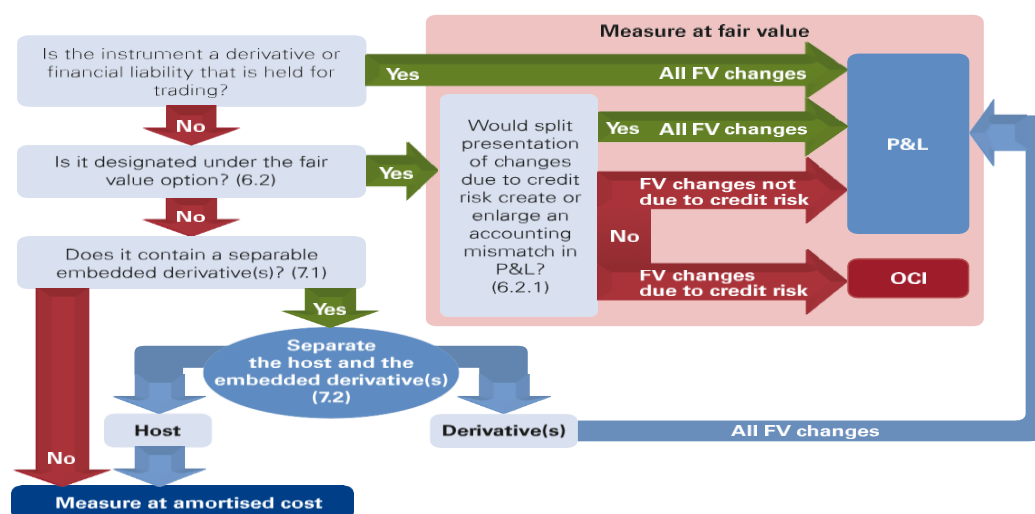 Measure at fair value
Is the instrument a derivative or
financial liability that is held for
trading?
Yes
All FV changes
No
Is it designated under the fair
value option? (6.2)
Yes
Would split
presentation
of changes
due to credit
risk create or
enlarge an
accounting
mismatch in
P&L?
(6.2.1)
Yes
All FV changes
P&L
FV changes not
due to credit risk
No
FV changes
due to credit risk
OCI
No
Does it contain a separable
embedded derivative(s)? (7.1)
Yes
Separate
the host and the
embedded derivative(s)
(7.2)
Host
Derivative(s)
All FV changes
No
Measure at amortised cost